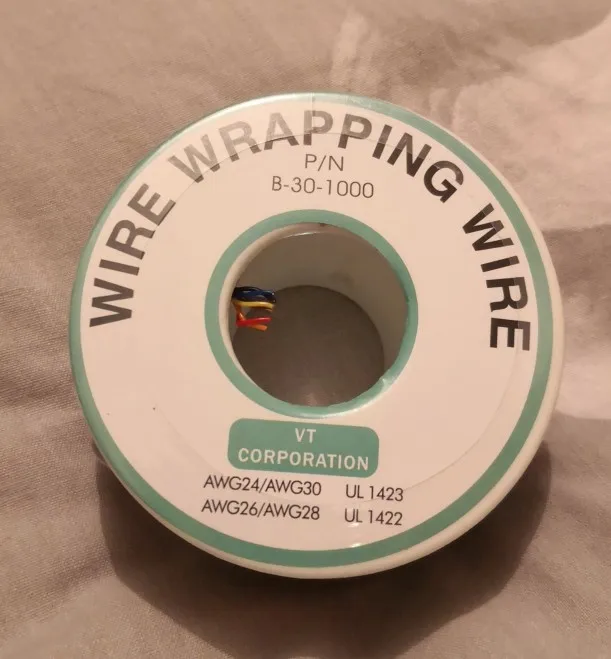 WIRE WRAPPING WIRE
P/N
B-30-1000
VT
CORPORATION
AWG24/AWG30 UL 1423
AWG26/AWG28 UL 1422